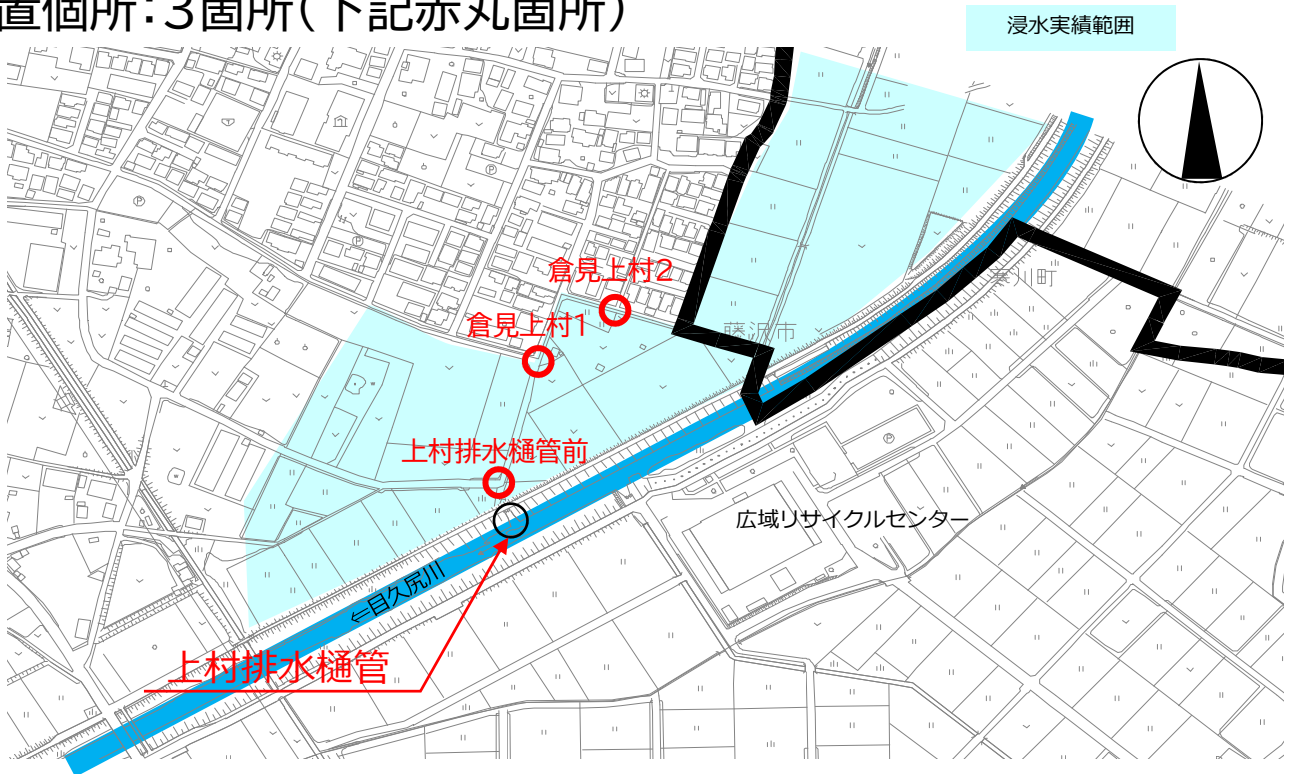 置個所：3箇所（下記赤丸箇所）
浸水実績範囲
倉見上村2
寒川町
倉見上村1
藤沢市
上村排水樋管前
広域リサイクルセンター
⇐目久尻川
上村排水樋管